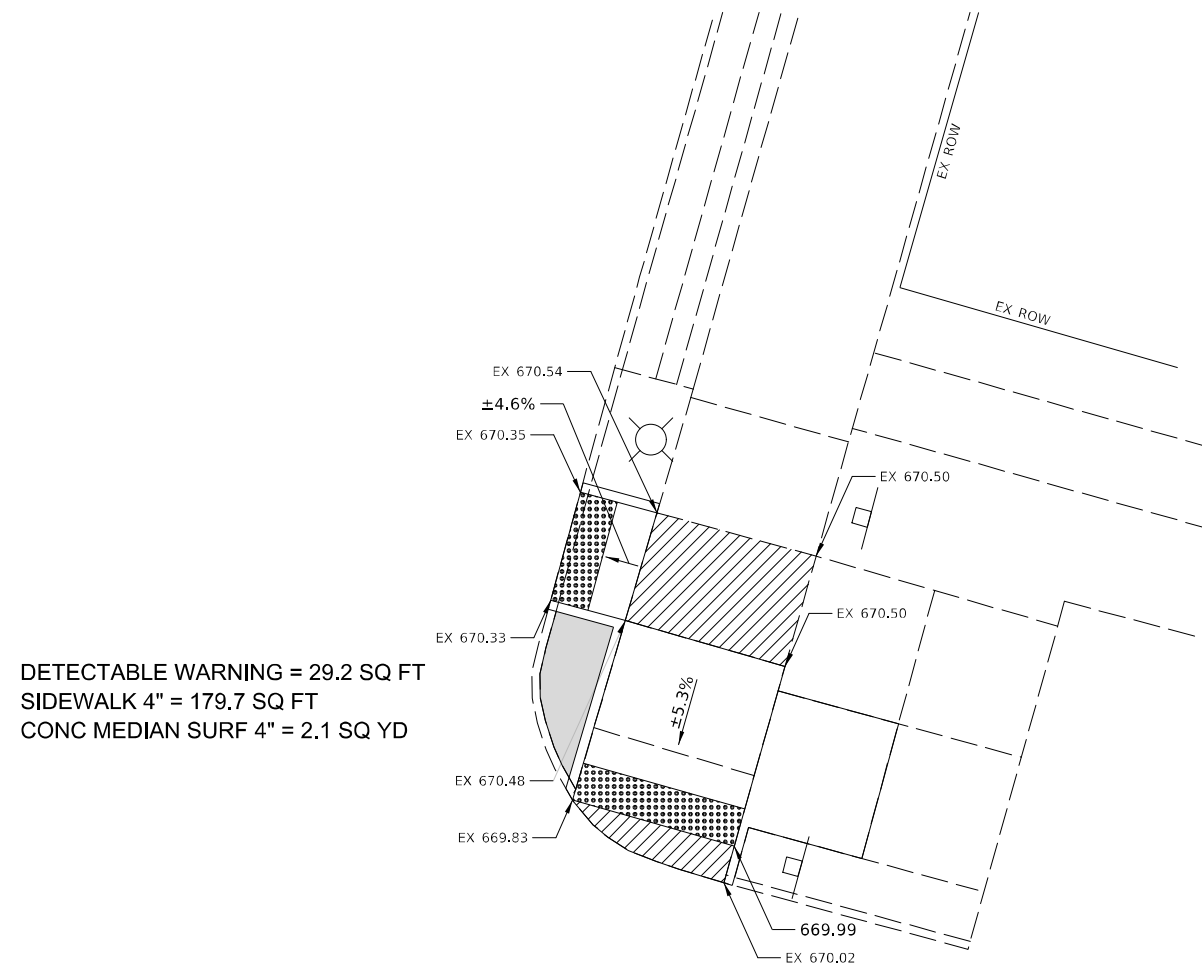 EX ROW
EX ROW
EX 670.54
±4.6%
EX 670.35
EX 670.50
EX 670.50
EX 670.33
DETECTABLE WARNING = 29.2 SQ FT
SIDEWALK 4" = 179.7 SQ FT
CONC MEDIAN SURF 4" = 2.1 SQ YD
±5.3%
EX 670.48
EX 669.83
669.99
EX 670.02